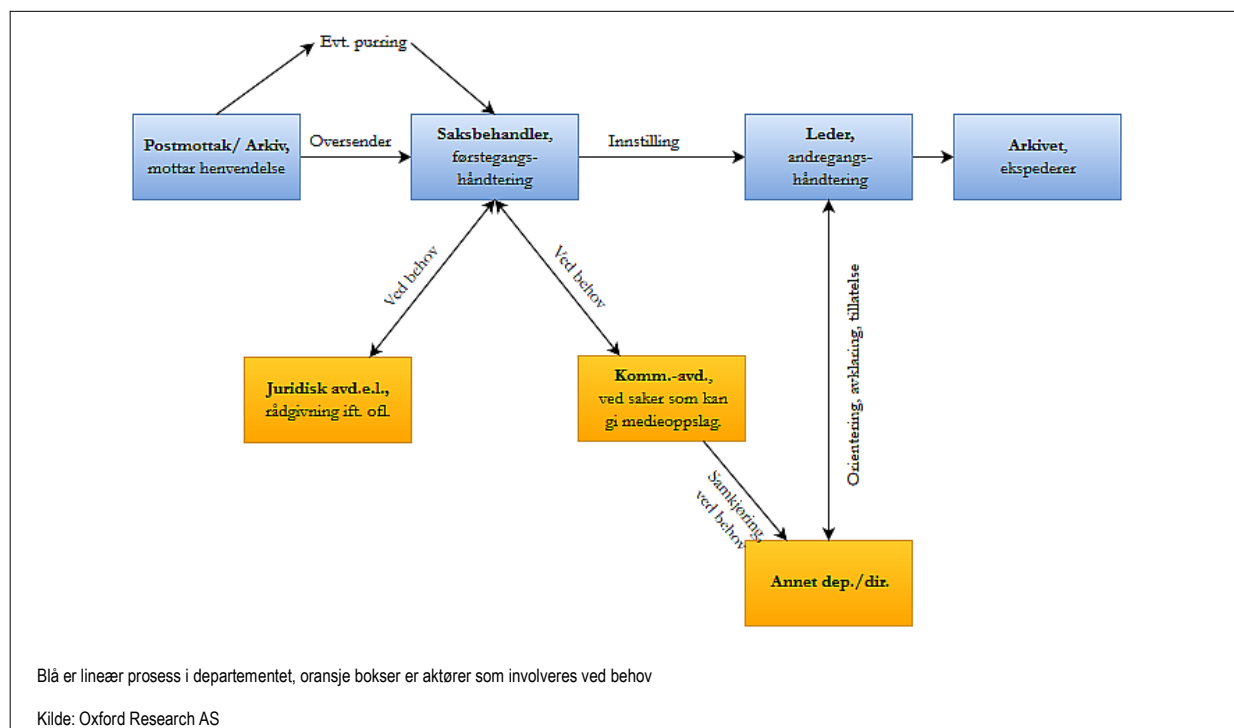 Evt. purring
Postmottak/ Arkiv,
mottar henvendelse
Oversender
Saksbehandler,
førstegangs-
håndtering
Innstilling
Leder,
andregangs-
håndtering
Arkivet,
ekspederer
Ved behov
Ved behov
Juridisk avd.e.l.,
rådgivning ift. ofl.
Komm.-avd.,
ved saker som kan
gi medieoppslag.
Orientering, avklaring, tillatelse
Samkjøring,
ved behov
Annet dep./dir.
Blå er lineær prosess i departementet, oransje bokser er aktører som involveres ved behov
Kilde: Oxford Research AS